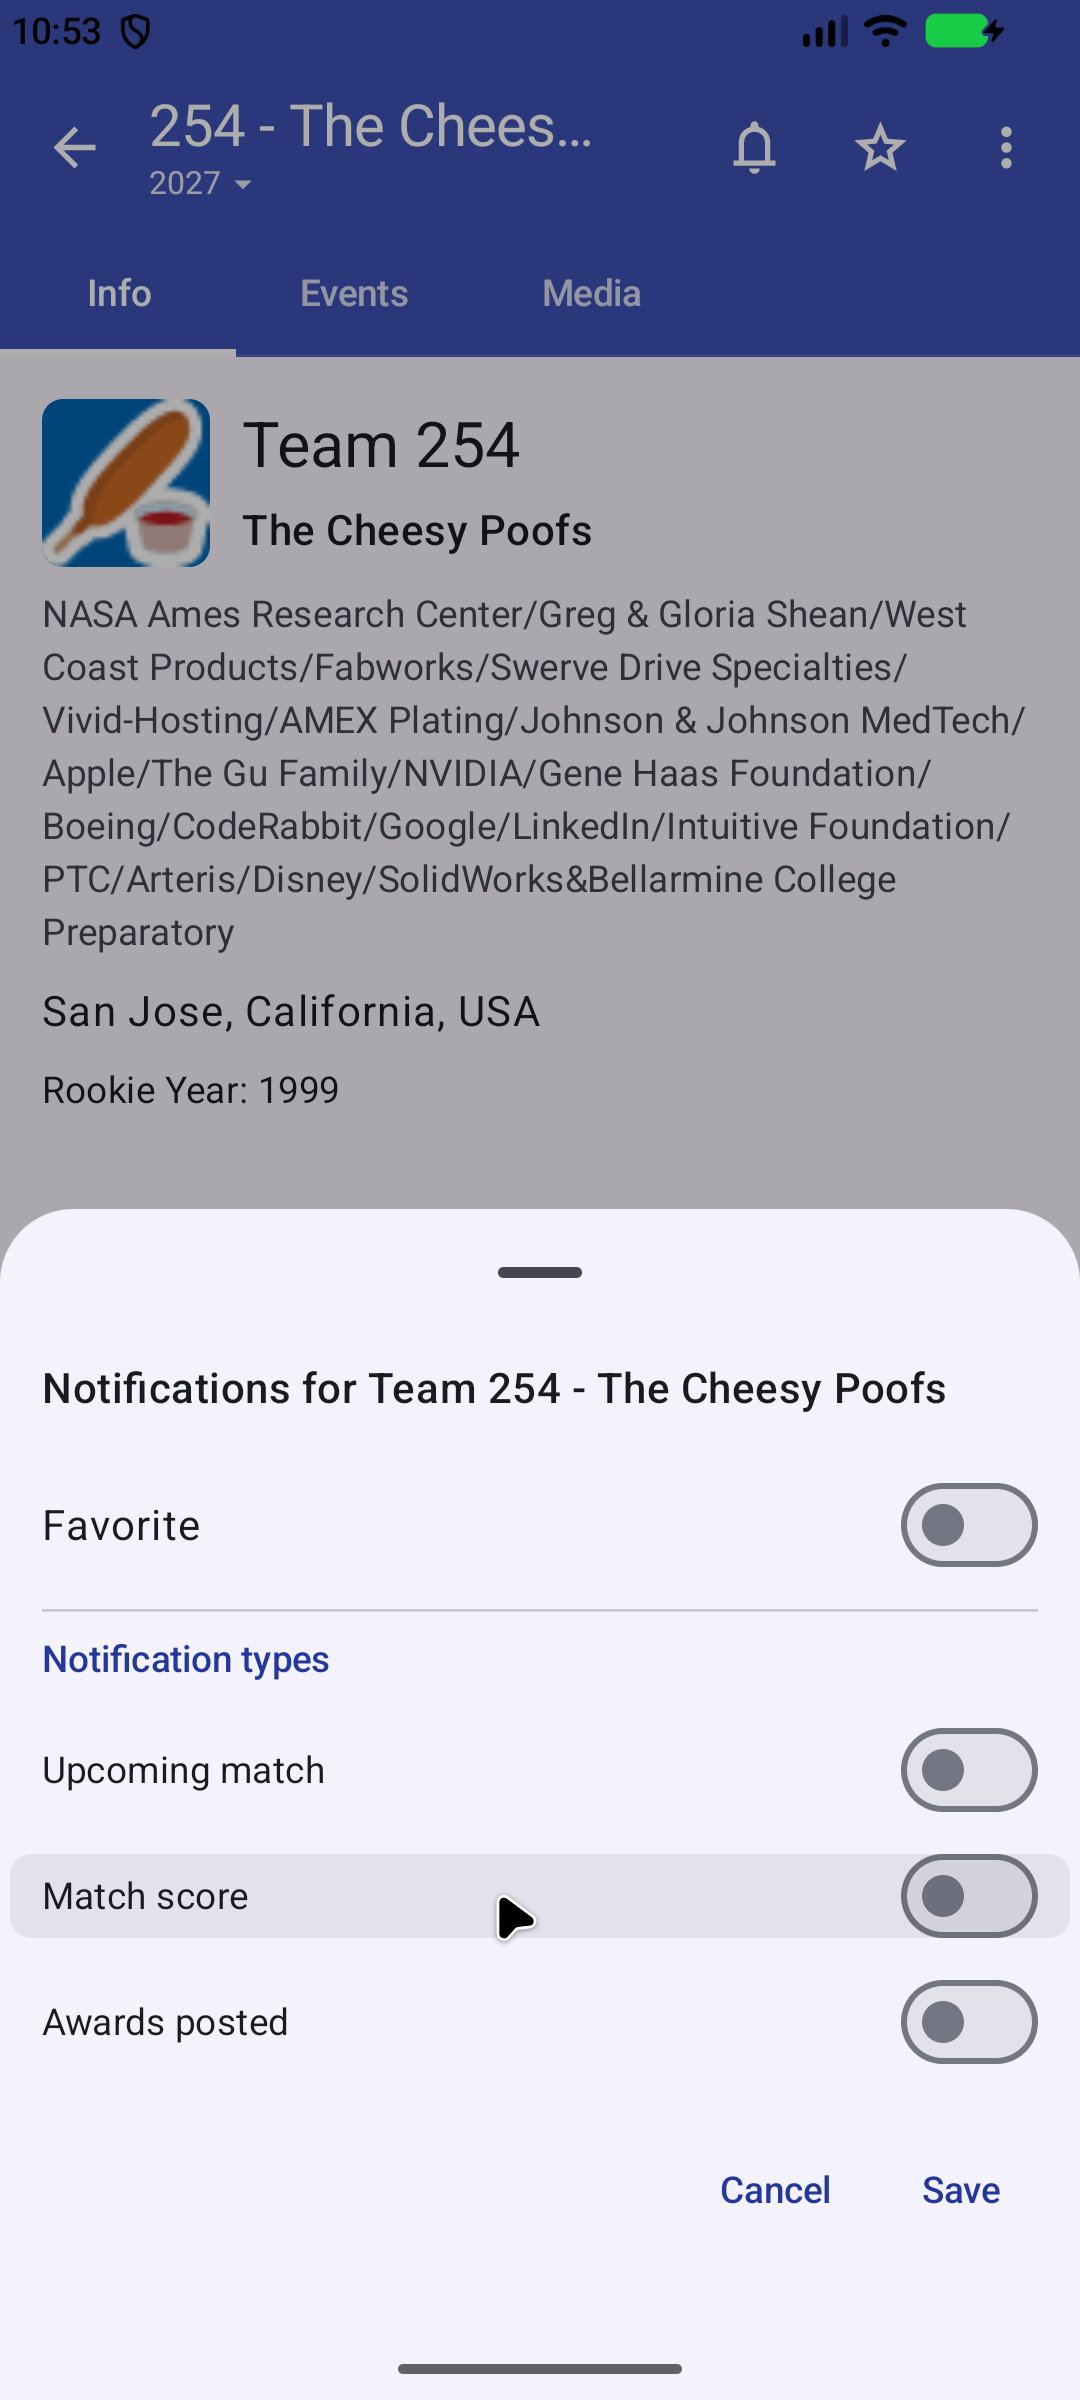 10:53
254 - The Chees...
2027
Info
Events
Media
Team 254
The Cheesy Poofs
NASA Ames Research Center/Greg & Gloria Shean/West
Coast Products/Fabworks/Swerve Drive Specialties/
Vivid-Hosting/AMEX Plating/Johnson & Johnson MedTech/
Apple/The Gu Family/NVIDIA/Gene Haas Foundation/
Boeing/CodeRabbit/Google/LinkedIn/Intuitive Foundation/
PTC/Arteris/Disney/SolidWorks&Bellarmine College
Preparatory
San Jose, California, USA
Rookie Year: 1999
Notifications for Team 254 - The Cheesy Poofs
Favorite
Notification types
Upcoming match
Match score
Awards posted
Cancel
Save